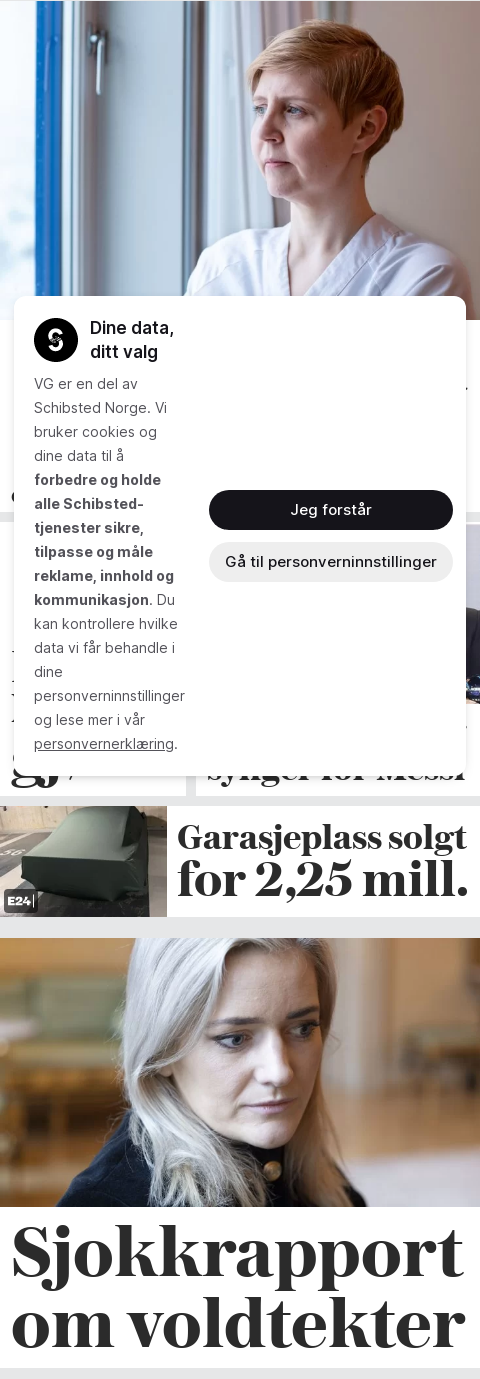 Dine data,
ditt valg
VG er en del av
Schibsted Norge. Vi
bruker cookies og
dine data til å
forbedre og holde
alle Schibsted-
tjenester sikre,
tilpasse og måle
reklame, innhold og
kommunikasjon. Du
kan kontrollere hvilke
data vi får behandle i
dine
personverninnstillinger
og lese mer i vår
personvernerklæring.
Jeg forstår
Gå til personverninnstillinger
synger for Messi
56
E24
Garasjeplass solgt
for 2,25 mill.
Sjokkrapport
om voldtekter